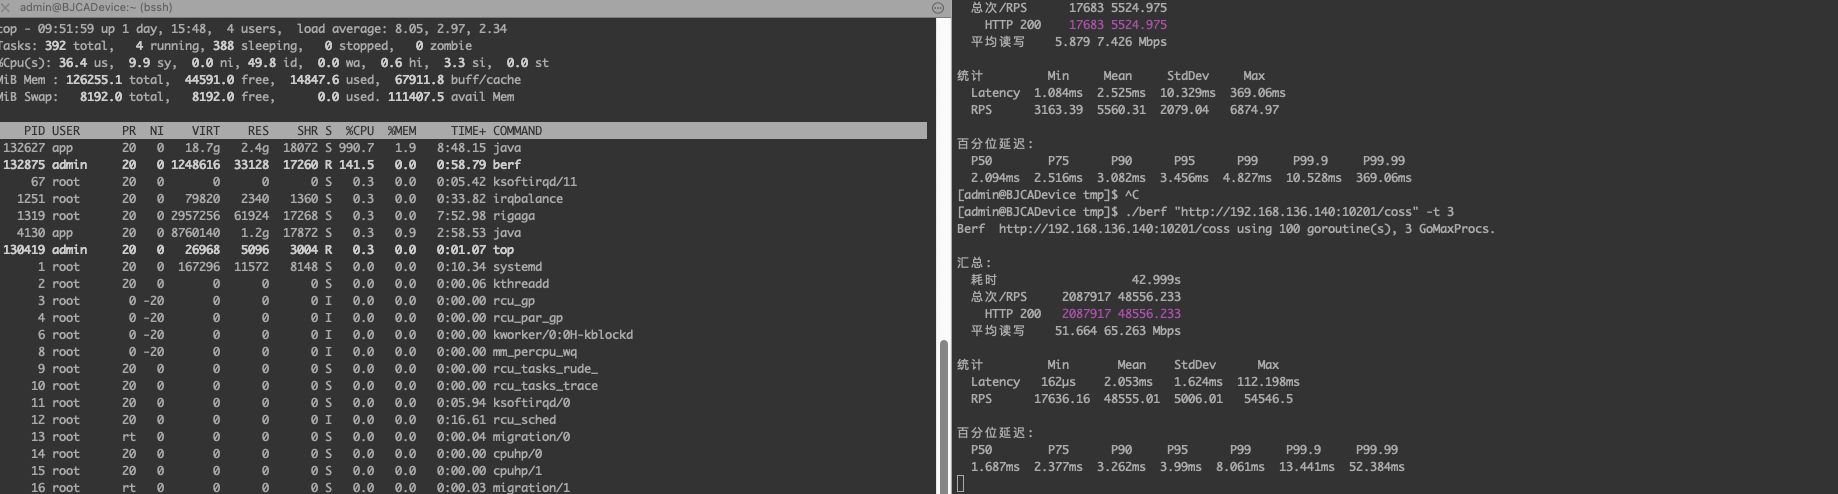 admin@BJCADevice:~ (bssh)
top - 09:51:59 up 1 day, 15:48,  4 users,  load average: 8.05, 2.97, 2.34
Tasks: 392 total,   4 running, 388 sleeping,   0 stopped,   0 zombie
%Cpu(s): 36.4 us,  9.9 sy,  0.0 ni, 49.8 id,  0.0 wa,  0.6 hi,  3.3 si,  0.0 st
MiB Mem : 126255.1 total,  44591.0 free,  14847.6 used,  67911.8 buff/cache
MiB Swap:   8192.0 total,   8192.0 free,      0.0 used. 111407.5 avail Mem
PID USER      PR  NI    VIRT    RES    SHR S  %CPU  %MEM     TIME+ COMMAND
132627 app       20   0   18.7g   2.4g  18072 S 990.7   1.9   8:48.15 java
132875 admin     20   0 1248616  33128  17260 R 141.5   0.0   0:58.79 berf
67 root      20   0       0      0      0 S   0.3   0.0   0:05.42 ksoftirqd/11
1251 root      20   0   79820   2340   1360 S   0.3   0.0   0:33.82 irqbalance
1319 root      20   0 2957256  61924  17268 S   0.3   0.0   7:52.98 rigaga
4130 app       20   0 8760140   1.2g  17872 S   0.3   0.9   2:58.53 java
130419 admin     20   0   26968   5096   3004 R   0.3   0.0   0:01.07 top
1 root      20   0  167296  11572   8148 S   0.0   0.0   0:10.34 systemd
2 root      20   0       0      0      0 S   0.0   0.0   0:00.06 kthreadd
3 root       0 -20       0      0      0 I   0.0   0.0   0:00.00 rcu_gp
4 root       0 -20       0      0      0 I   0.0   0.0   0:00.00 rcu_par_gp
6 root       0 -20       0      0      0 I   0.0   0.0   0:00.00 kworker/0:0H-kblockd
8 root       0 -20       0      0      0 I   0.0   0.0   0:00.00 mm_percpu_wq
9 root      20   0       0      0      0 S   0.0   0.0   0:00.00 rcu_tasks_rude_
10 root      20   0       0      0      0 S   0.0   0.0   0:00.00 rcu_tasks_trace
11 root      20   0       0      0      0 S   0.0   0.0   0:05.94 ksoftirqd/0
12 root      20   0       0      0      0 I   0.0   0.0   0:16.61 rcu_sched
13 root      rt   0       0      0      0 S   0.0   0.0   0:00.04 migration/0
14 root      20   0       0      0      0 S   0.0   0.0   0:00.00 cpuhp/0
15 root      20   0       0      0      0 S   0.0   0.0   0:00.00 cpuhp/1
16 root      rt   0       0      0      0 S   0.0   0.0   0:00.03 migration/1
总次/RPS      17683 5524.975
HTTP 200    17683 5524.975
平均读写    5.879 7.426 Mbps
统计         Min     Mean     StdDev     Max
Latency  1.084ms  2.525ms  10.329ms  369.06ms
RPS      3163.39  5560.31  2079.04   6874.97
百分位延迟:
P50        P75      P90      P95      P99     P99.9     P99.99
2.094ms  2.516ms  3.082ms  3.456ms  4.827ms  10.528ms  369.06ms
[admin@BJCADevice tmp]$ ^C
[admin@BJCADevice tmp]$ ./berf "http://192.168.136.140:10201/coss" -t 3
Berf  http://192.168.136.140:10201/coss using 100 goroutine(s), 3 GoMaxProcs.
汇总:
耗时                   42.999s
总次/RPS     2087917 48556.233
HTTP 200   2087917 48556.233
平均读写    51.664 65.263 Mbps
统计         Min       Mean    StdDev      Max
Latency   162µs    2.053ms   1.624ms  112.198ms
RPS      17636.16  48555.01  5006.01   54546.5
百分位延迟:
P50      P75      P90     P95      P99     P99.9     P99.99
1.687ms  2.377ms  3.262ms  3.99ms  8.061ms  13.441ms  52.384ms